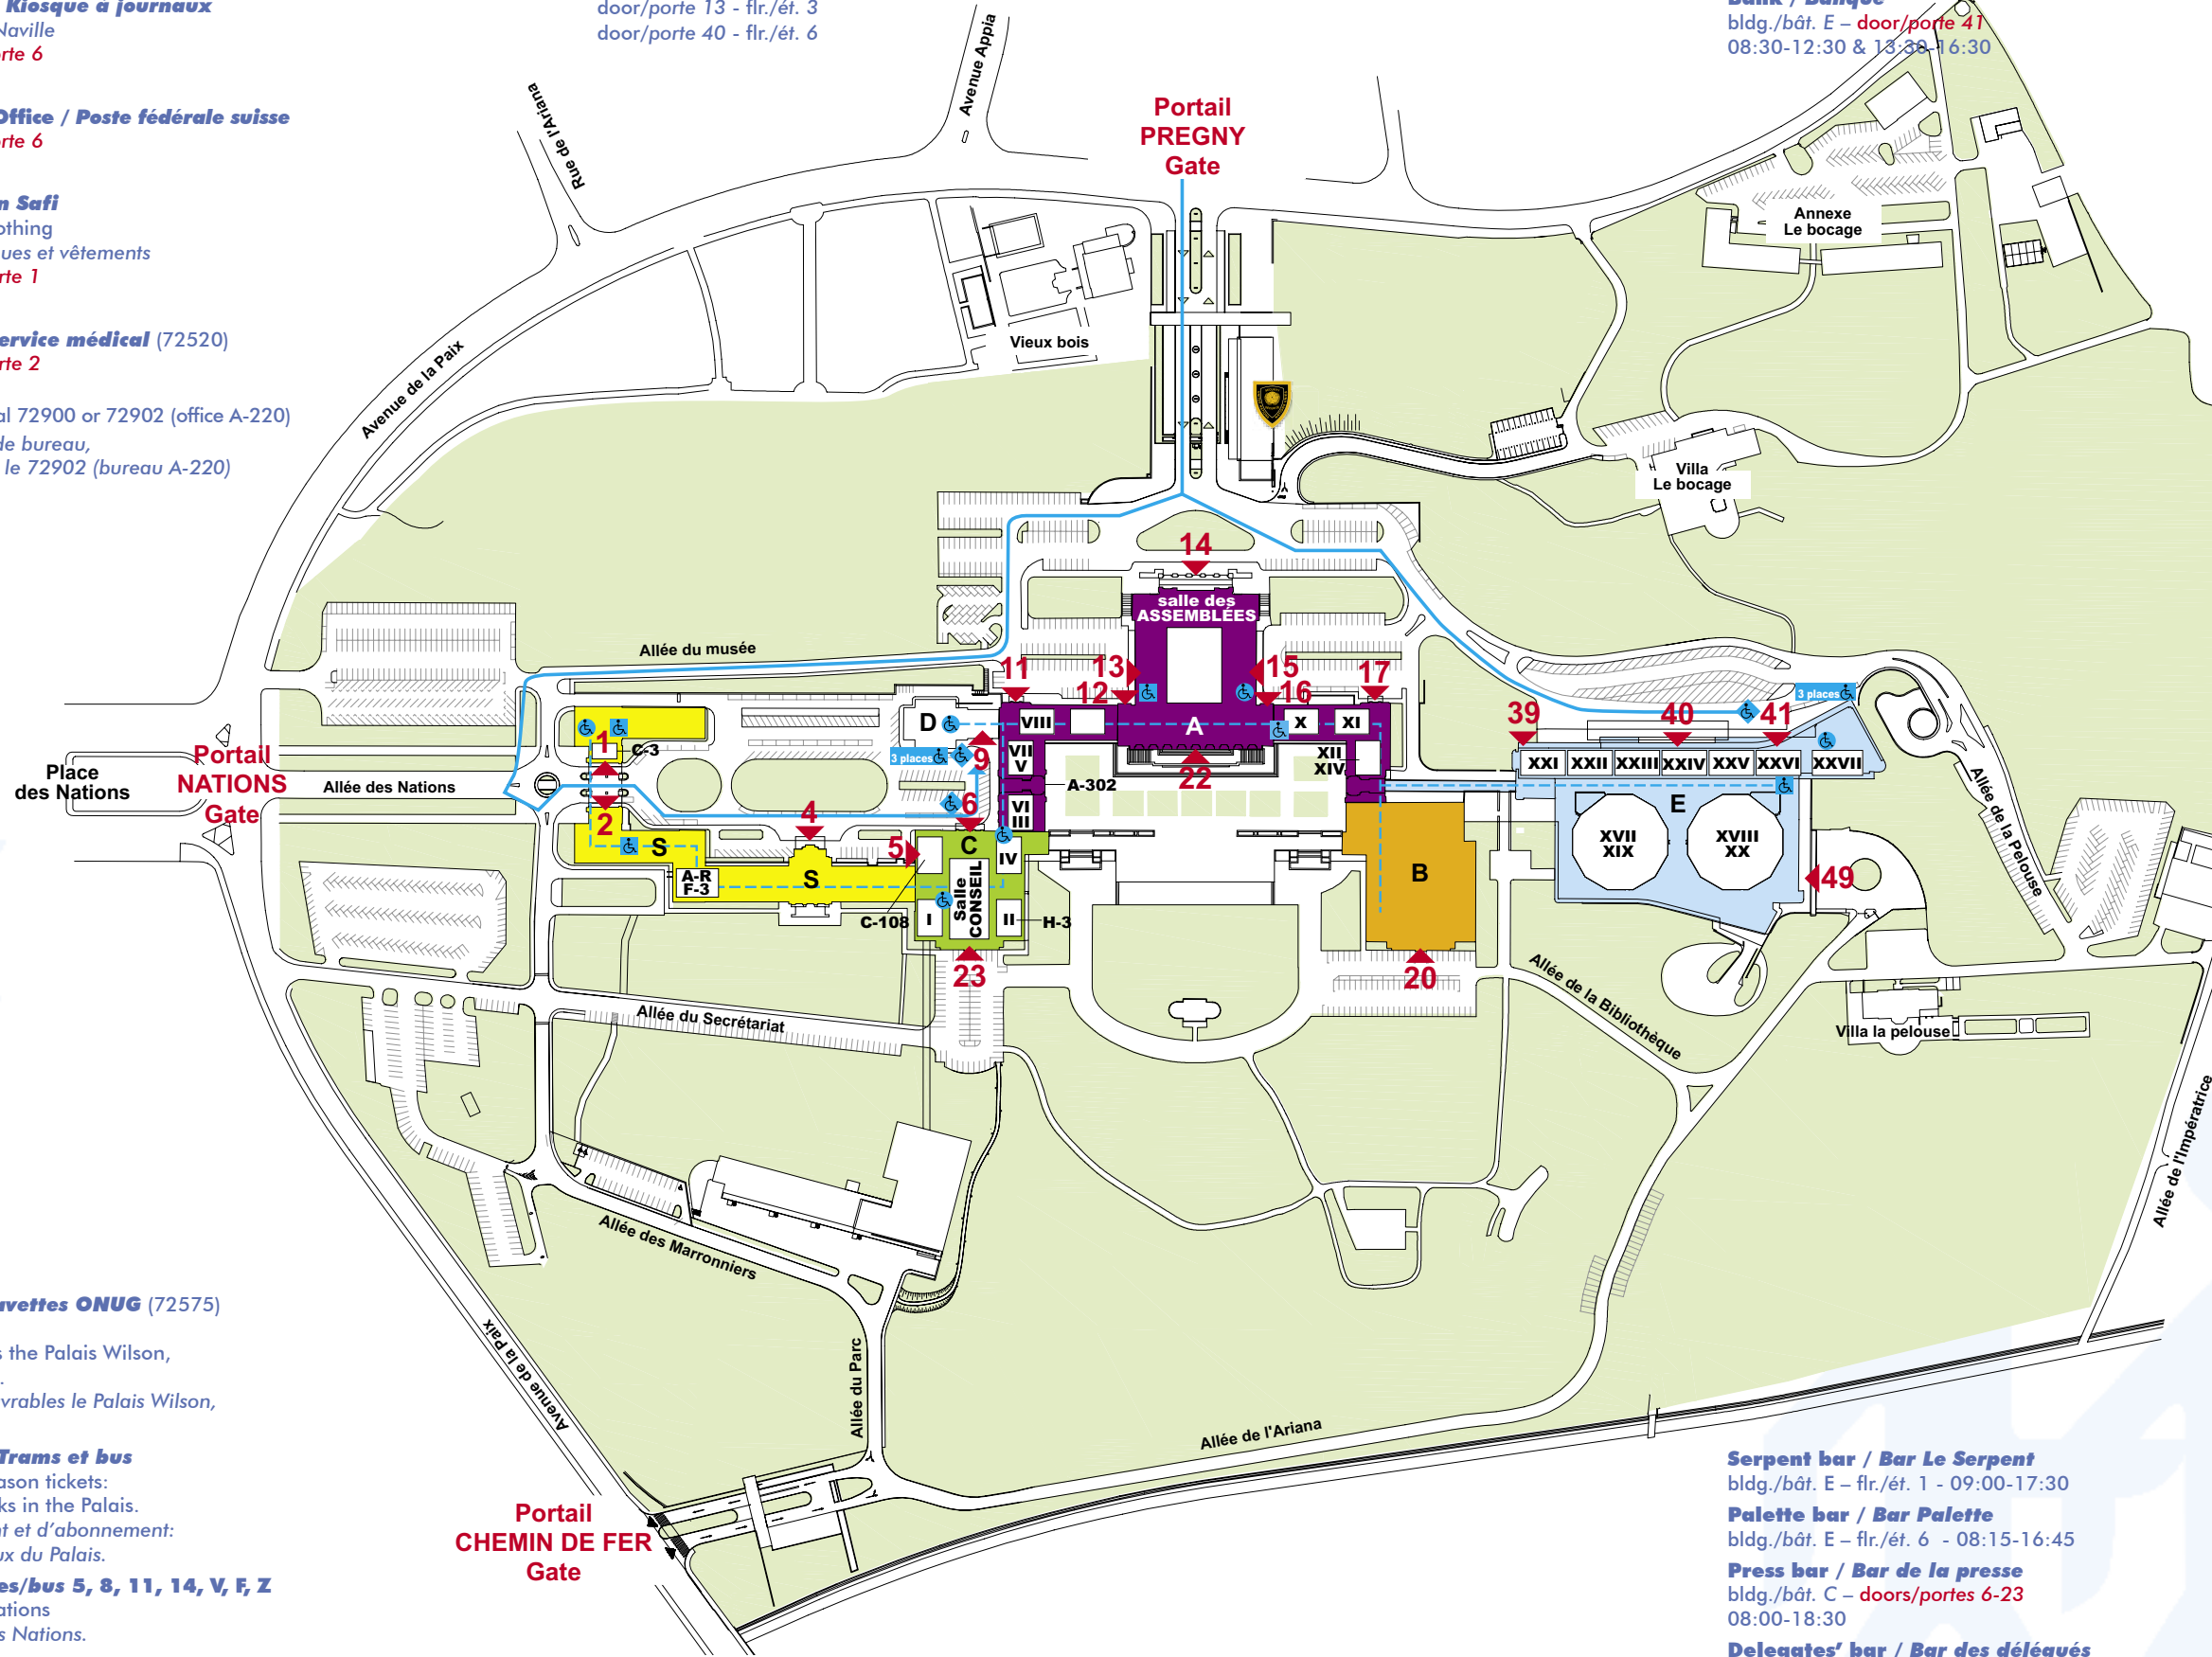 Kiosque à journaux
Naville
rte 6
Office / Poste fédérale suisse
rte 6
n Safi
othing
ues et vêtements
rte 1
ervice médical (72520)
rte 2
al 72900 or 72902 (office A-220)
de bureau,
le 72902 (bureau A-220)
door/porte 13 - flr./ét. 3
door/porte 40 - flr./ét. 6
Bank / Banque
bldg./bât. E – door/porte 41
08:30-12:30 & 13:30-16:30
Rue de l'Ariana
Avenue Appia
Portail
PREGNY
Gate
Annexe
Le bocage
Vieux bois
Avenue de la Paix
Villa
Le bocage
14
salle des
ASSEMBLÉES
Allée du musée
11
13
12
15
16
17
39
40
41
3 places
D
VIII
A
X
XI
1
C-3
3 places
9
VII
V
XII
XIV
22
XXI
XXII
XXIII
XXIV
XXV
XXVI
XXVII
Place
des Nations
Portail
NATIONS
Gate
Allée des Nations
A-302
VI
III
6
2
4
5
S
C
IV
E
XVII
XIX
XVIII
XX
A-R
F-3
S
Salle
CONSEIL
B
49
Allée de la Pelouse
C-108
I
II
H-3
23
20
Allée de la Bibliothèque
Allée du Secrétariat
Villa la pelouse
Allée de l'Impératrice
Allée des Marronniers
Avenue de la Paix
Allée du Parc
Allée de l'Ariana
Portail
CHEMIN DE FER
Gate
avettes ONUG (72575)
s the Palais Wilson,
.
vrables le Palais Wilson,
Trams et bus
ason tickets:
ks in the Palais.
nt et d’abonnement:
ux du Palais.
es/bus 5, 8, 11, 14, V, F, Z
ations
s Nations.
Serpent bar / Bar Le Serpent
bldg./bât. E – flr./ét. 1 - 09:00-17:30
Palette bar / Bar Palette
bldg./bât. E – flr./ét. 6 - 08:15-16:45
Press bar / Bar de la presse
bldg./bât. C – doors/portes 6-23
08:00-18:30
Delegates’ bar / Bar des délégués